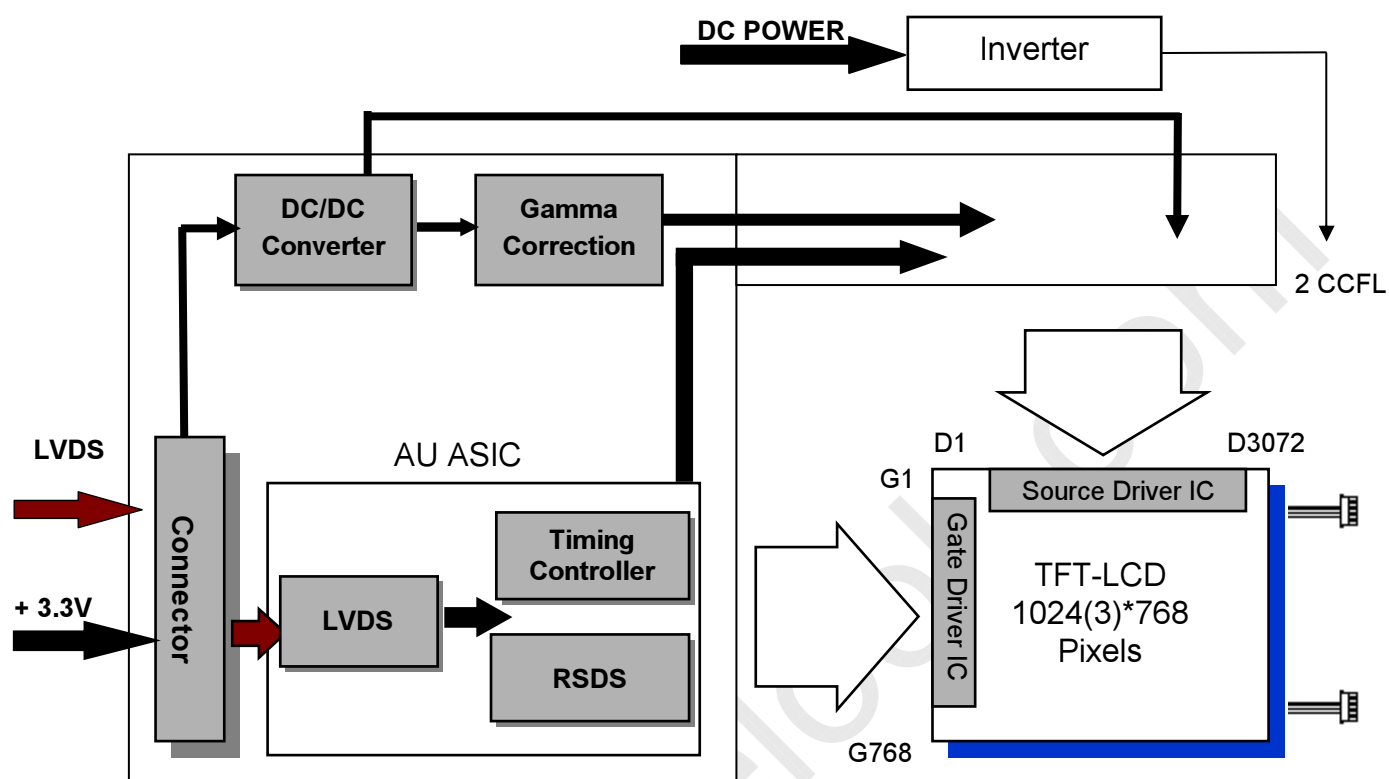 DC POWER
Inverter
DC/DC
Converter
Gamma
Correction
2 CCFL
LVDS
+ 3.3V
Connector
AU ASIC
LVDS
Timing
Controller
RSDS
D1
D3072
G1
G768
Source Driver IC
Gate Driver IC
TFT-LCD
1024(3)*768
Pixels